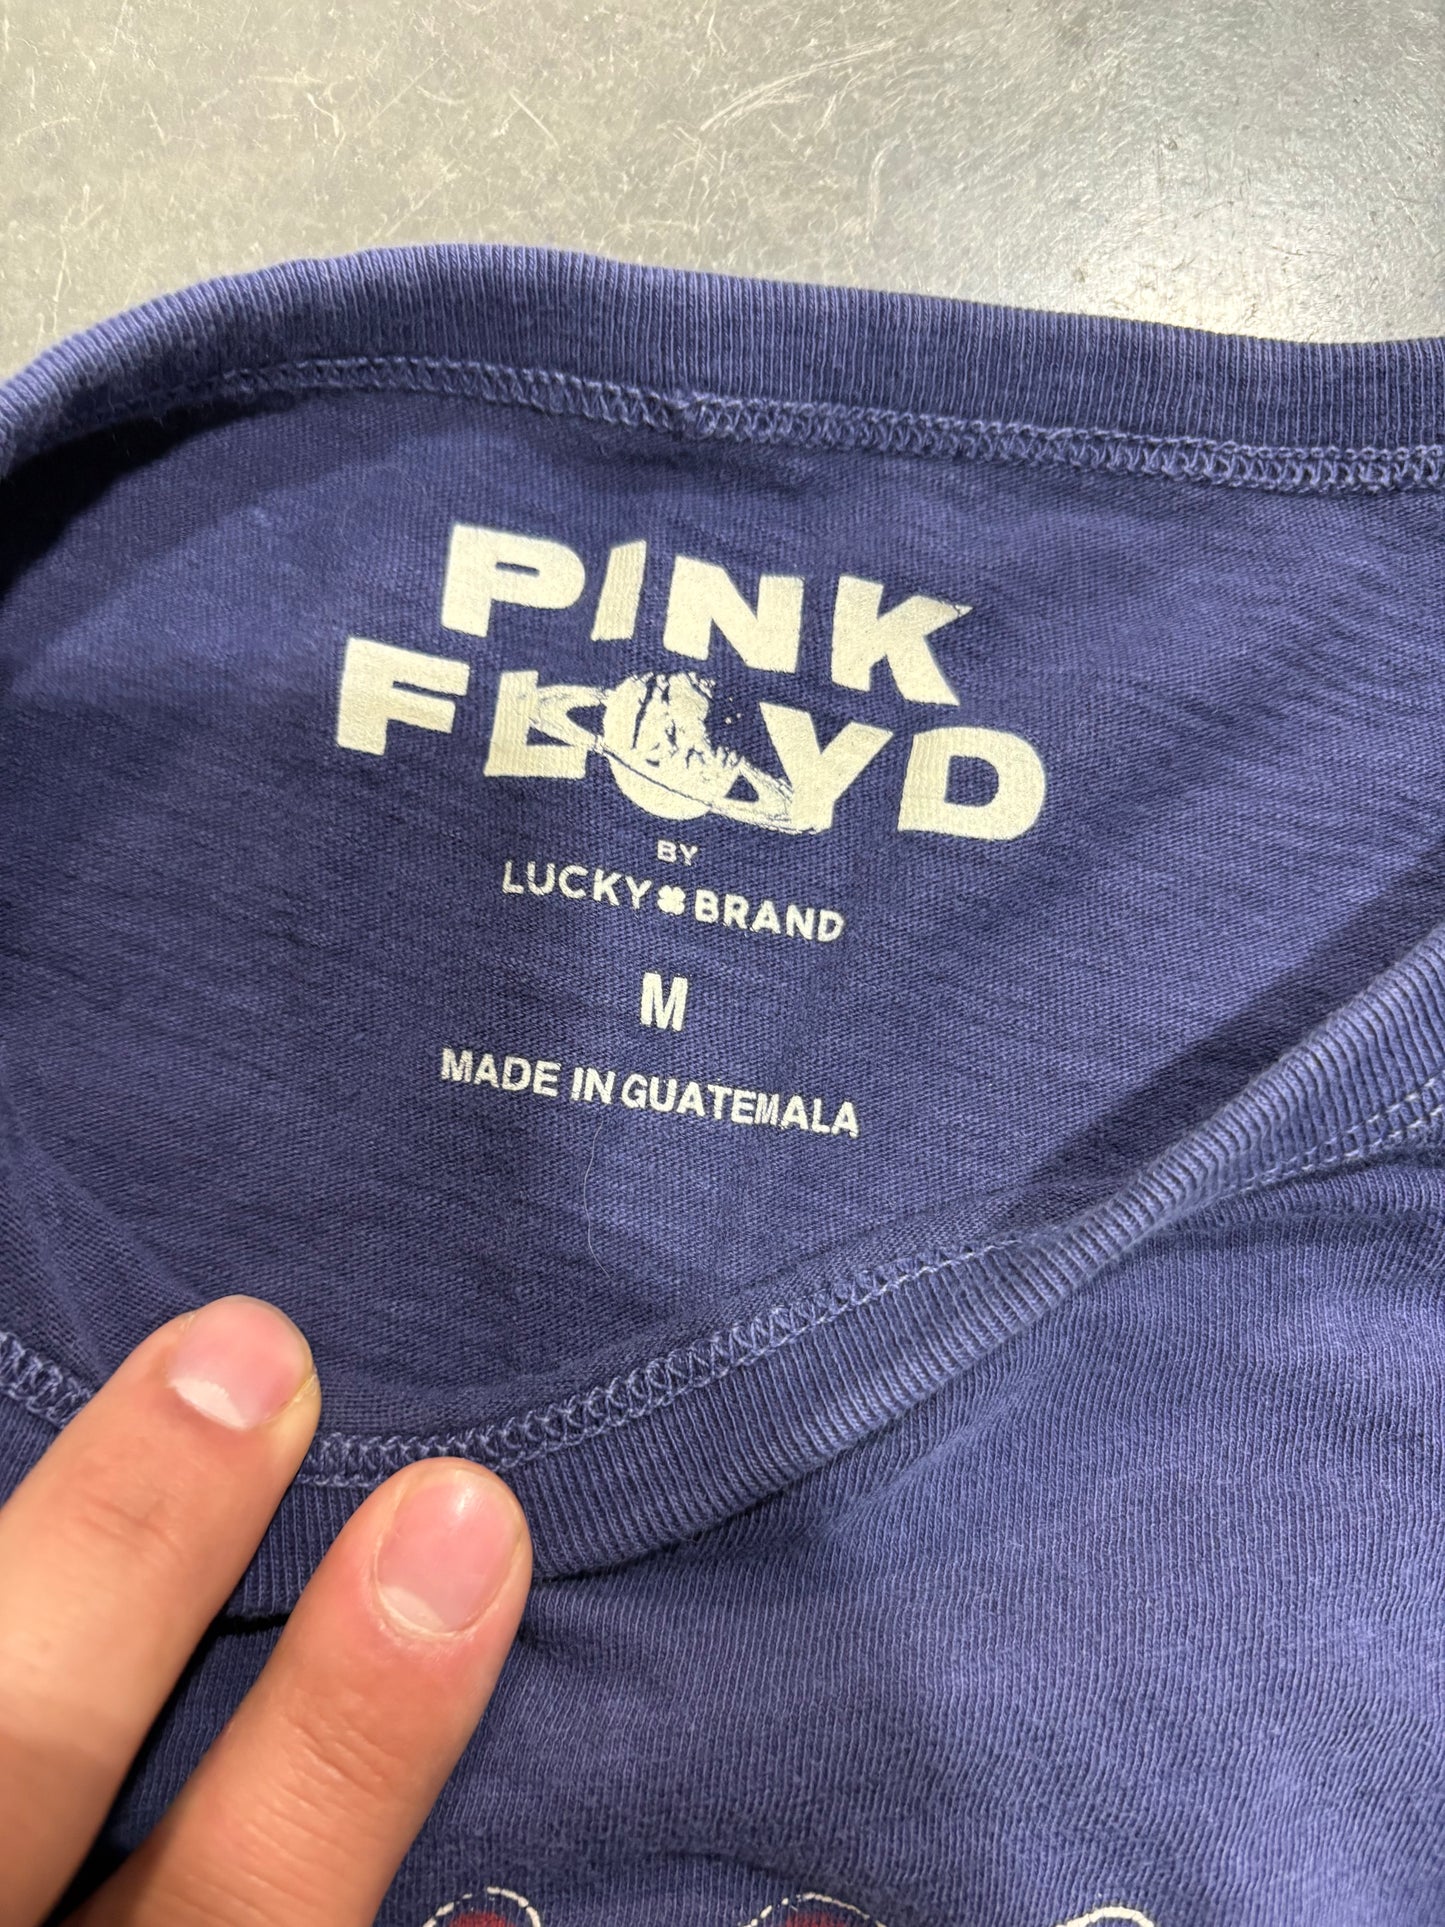 PINK
FLOYD
BY
LUCKY BRAND
M
MADE IN GUATEMALA